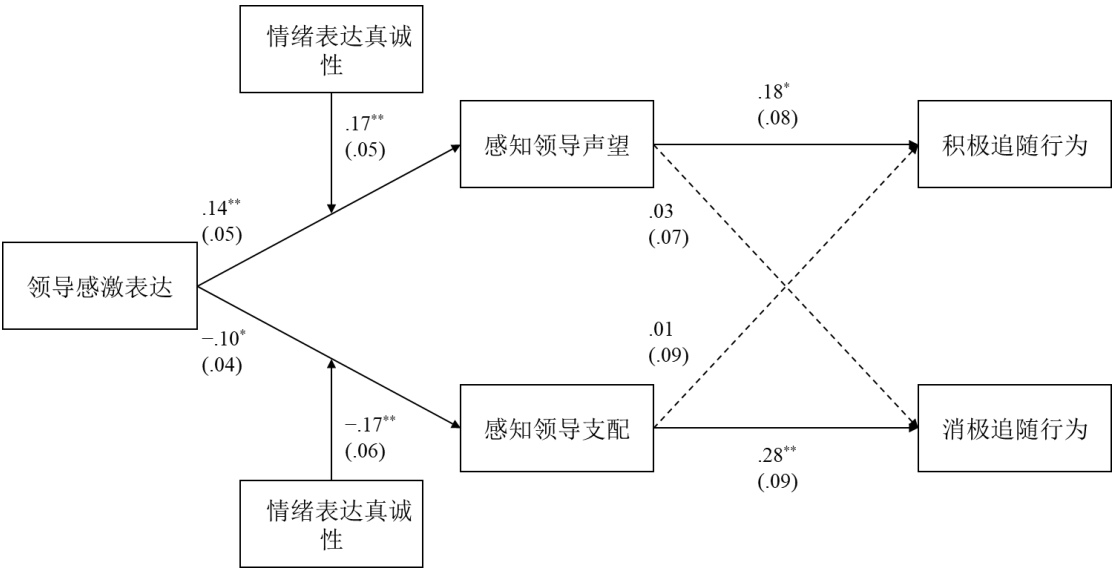 情绪表达真诚
性
.17**
(.05)
感知领导声望
.18*
(.08)
积极追随行为
.14**
(.05)
.03
(.07)
领导感激表达
−.10*
(.04)
.01
(.09)
−.17**
(.06)
感知领导支配
.28**
(.09)
消极追随行为
情绪表达真诚
性